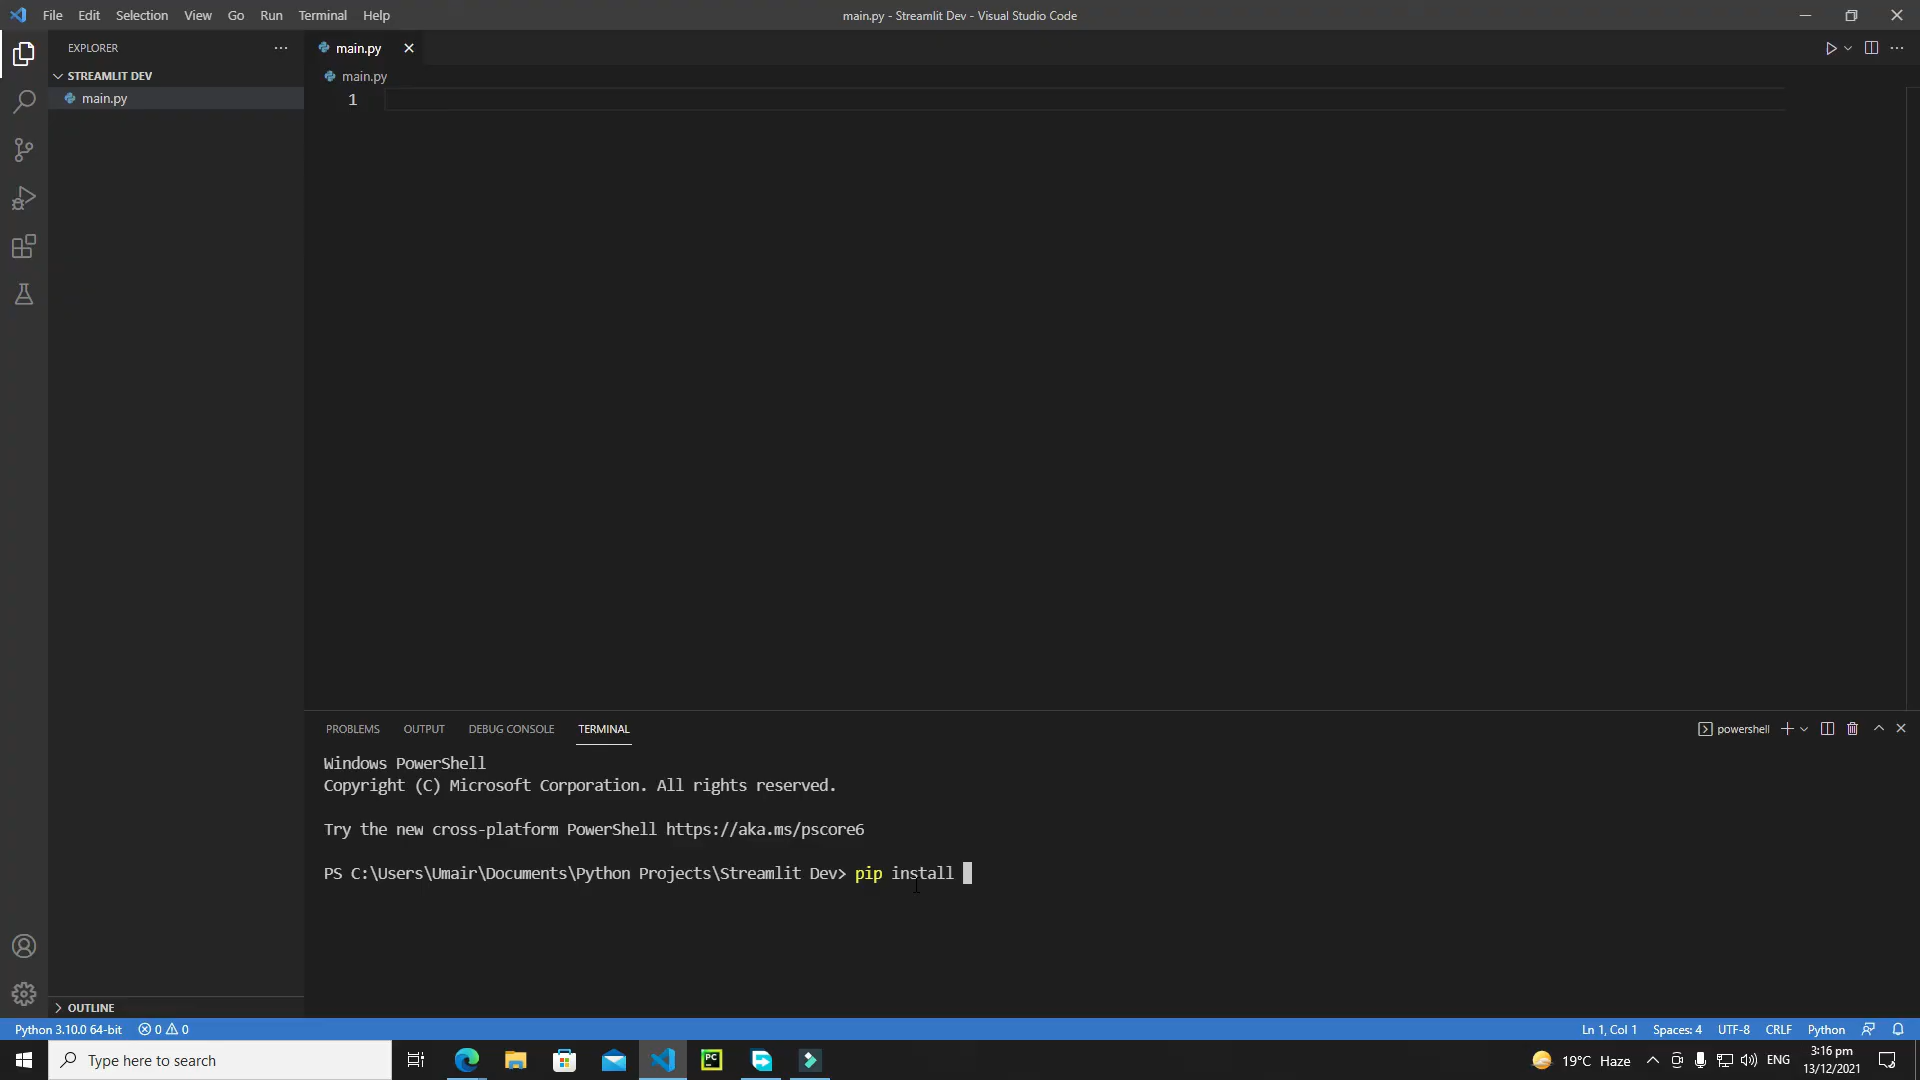 File Edit Selection View Go Run Terminal Help
main.py - Streamlit Dev - Visual Studio Code
EXPLORER
STREAMLIT DEV
main.py
main.py
main.py
1
PROBLEMS OUTPUT DEBUG CONSOLE TERMINAL
powershell
Windows PowerShell
Copyright (C) Microsoft Corporation. All rights reserved.
Try the new cross-platform PowerShell https://aka.ms/pscore6
PS C:\Users\Umair\Documents\Python Projects\Streamlit Dev> pip install
OUTLINE
Python 3.10.0 64-bit 0 0
Ln 1, Col 1 Spaces: 4 UTF-8 CRLF Python
Type here to search
PC
19°C Haze
ENG
3:16 pm
13/12/2021